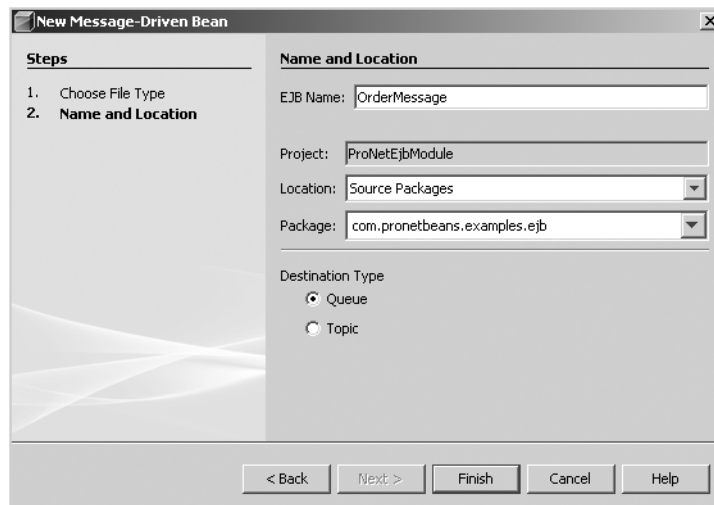 New Message-Driven Bean
Steps
1. Choose File Type
2. Name and Location
Name and Location
EJB Name: OrderMessage
Project: ProNetEjbModule
Location: Source Packages
Package: com.pronetbeans.examples.ejb
Destination Type
Queue
Topic
< Back Next > Finish Cancel Help